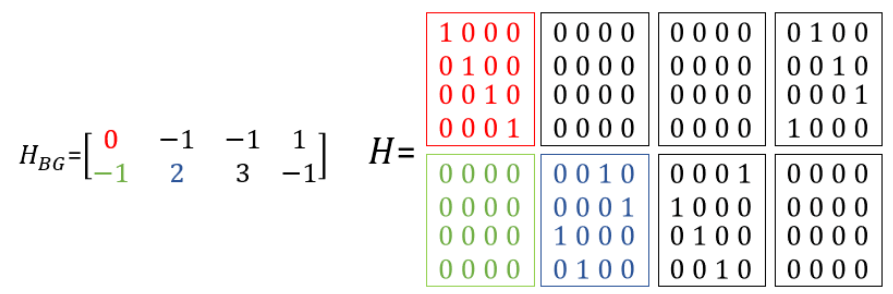 H_BG=[0 −1 −1 1
−1 2 3 −1]
H=
1 0 0 0 0 0 0 0 0 0 0 0 0 1 0 0
0 1 0 0 0 0 0 0 0 0 0 0 0 0 1 0
0 0 1 0 0 0 0 0 0 0 0 0 0 0 0 1
0 0 0 1 0 0 0 0 0 0 0 0 1 0 0 0
0 0 0 0 0 0 1 0 0 0 0 1 0 0 0 0
0 0 0 0 0 0 0 1 1 0 0 0 0 0 0 0
0 0 0 0 1 0 0 0 0 1 0 0 0 0 0 0
0 0 0 0 0 1 0 0 0 0 1 0 0 0 0 0